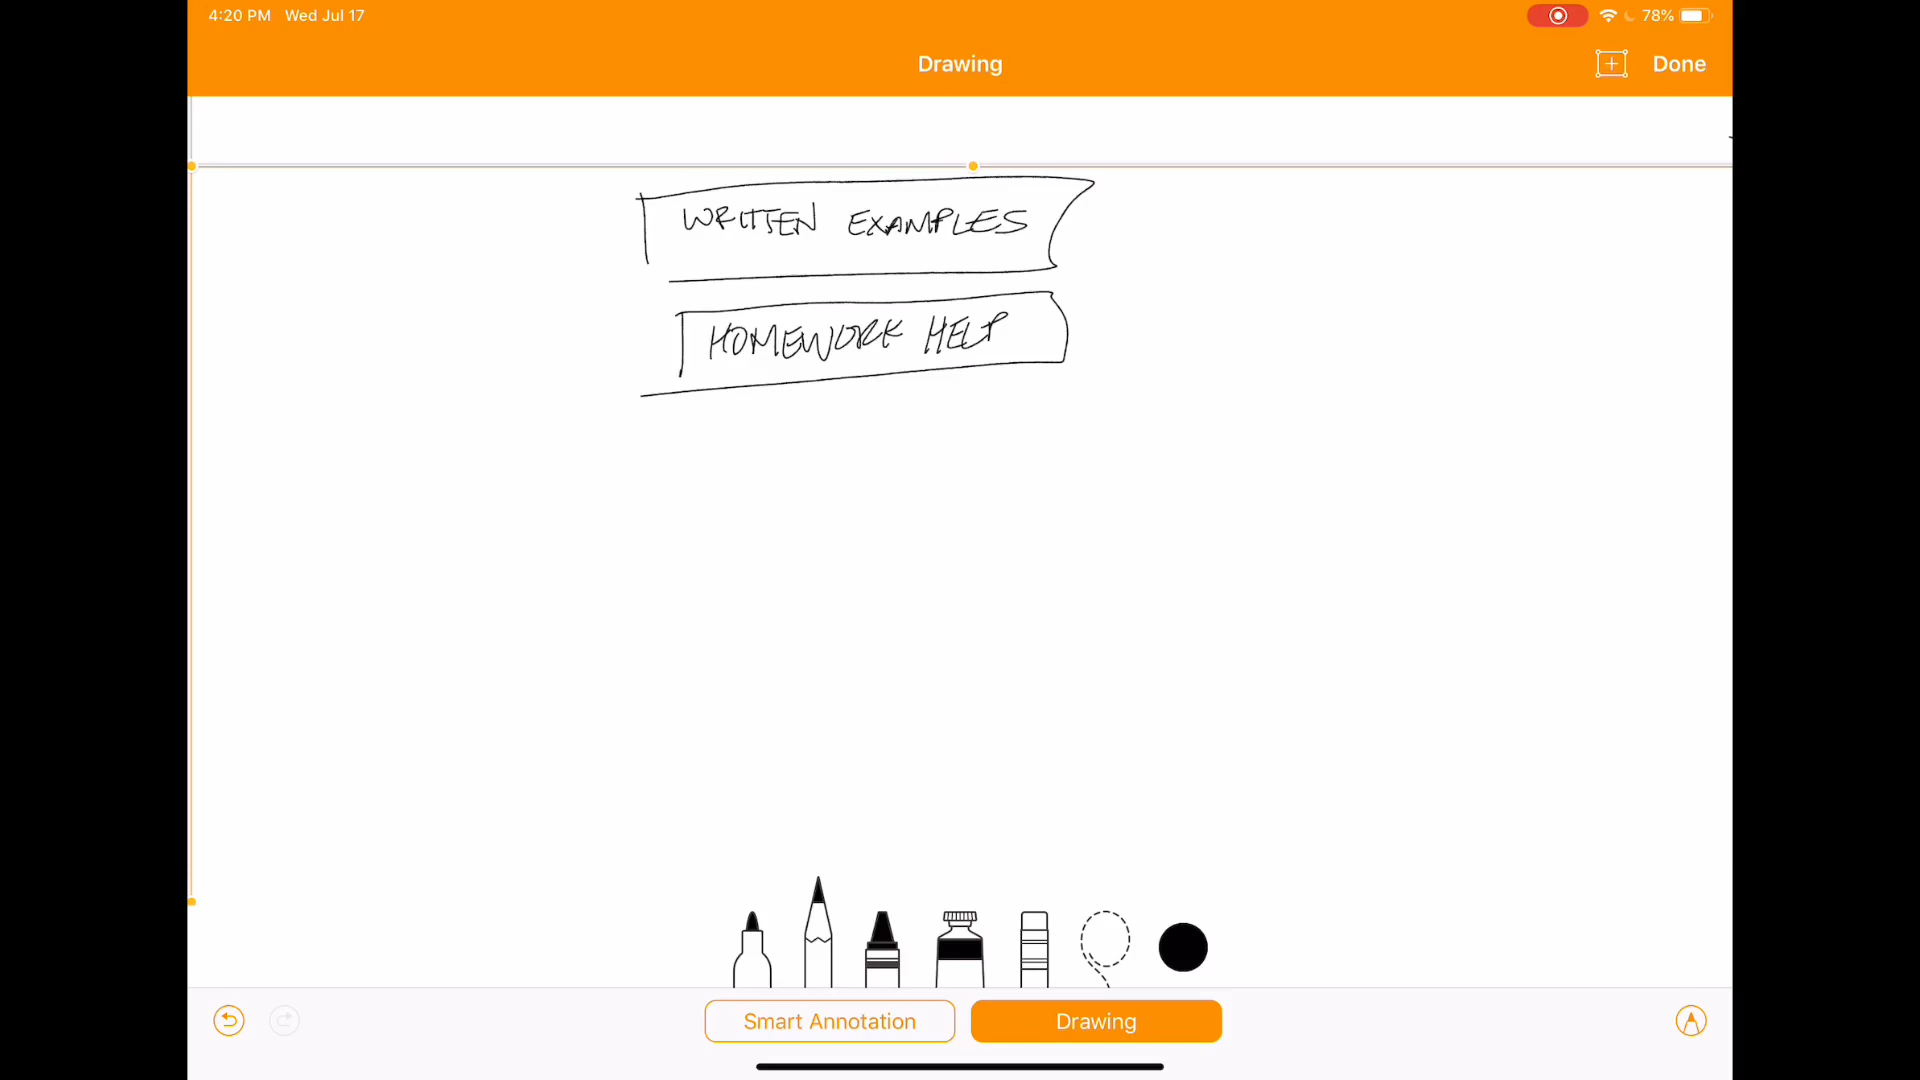 4:20 PM Wed Jul 17 78%
Drawing Done
WRITTEN EXAMPLES
HOMEWORK HELP
Smart Annotation Drawing